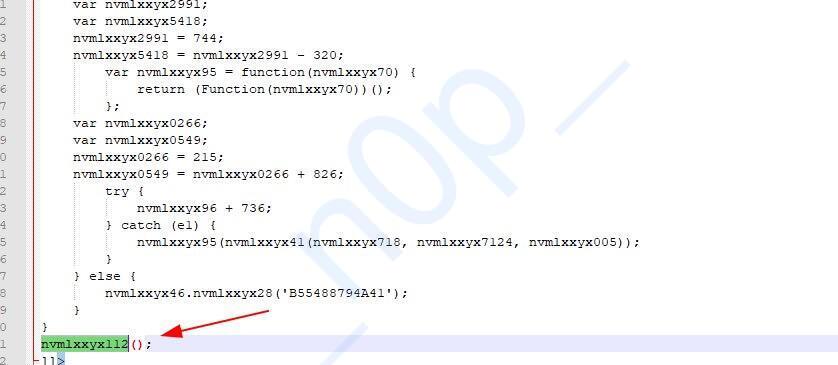 1 var nvmlxxyx2991;
2 var nvmlxxyx5418;
3 nvmlxxyx2991 = 744;
4 nvmlxxyx5418 = nvmlxxyx2991 - 320;
5 var nvmlxxyx95 = function(nvmlxxyx70) {
6 return (Function(nvmlxxyx70))();
7 };
8 var nvmlxxyx0266;
9 var nvmlxxyx0549;
0 nvmlxxyx0266 = 215;
1 nvmlxxyx0549 = nvmlxxyx0266 + 826;
2 try {
3 nvmlxxyx96 + 736;
4 } catch (e1) {
5 nvmlxxyx95(nvmlxxyx41(nvmlxxyx718, nvmlxxyx7124, nvmlxxyx005));
6 }
7 } else {
8 nvmlxxyx46.nvmlxxyx28('B55488794A41');
9 }
0 }
1 nvmlxxyx112();
2 ll>
_n0p_